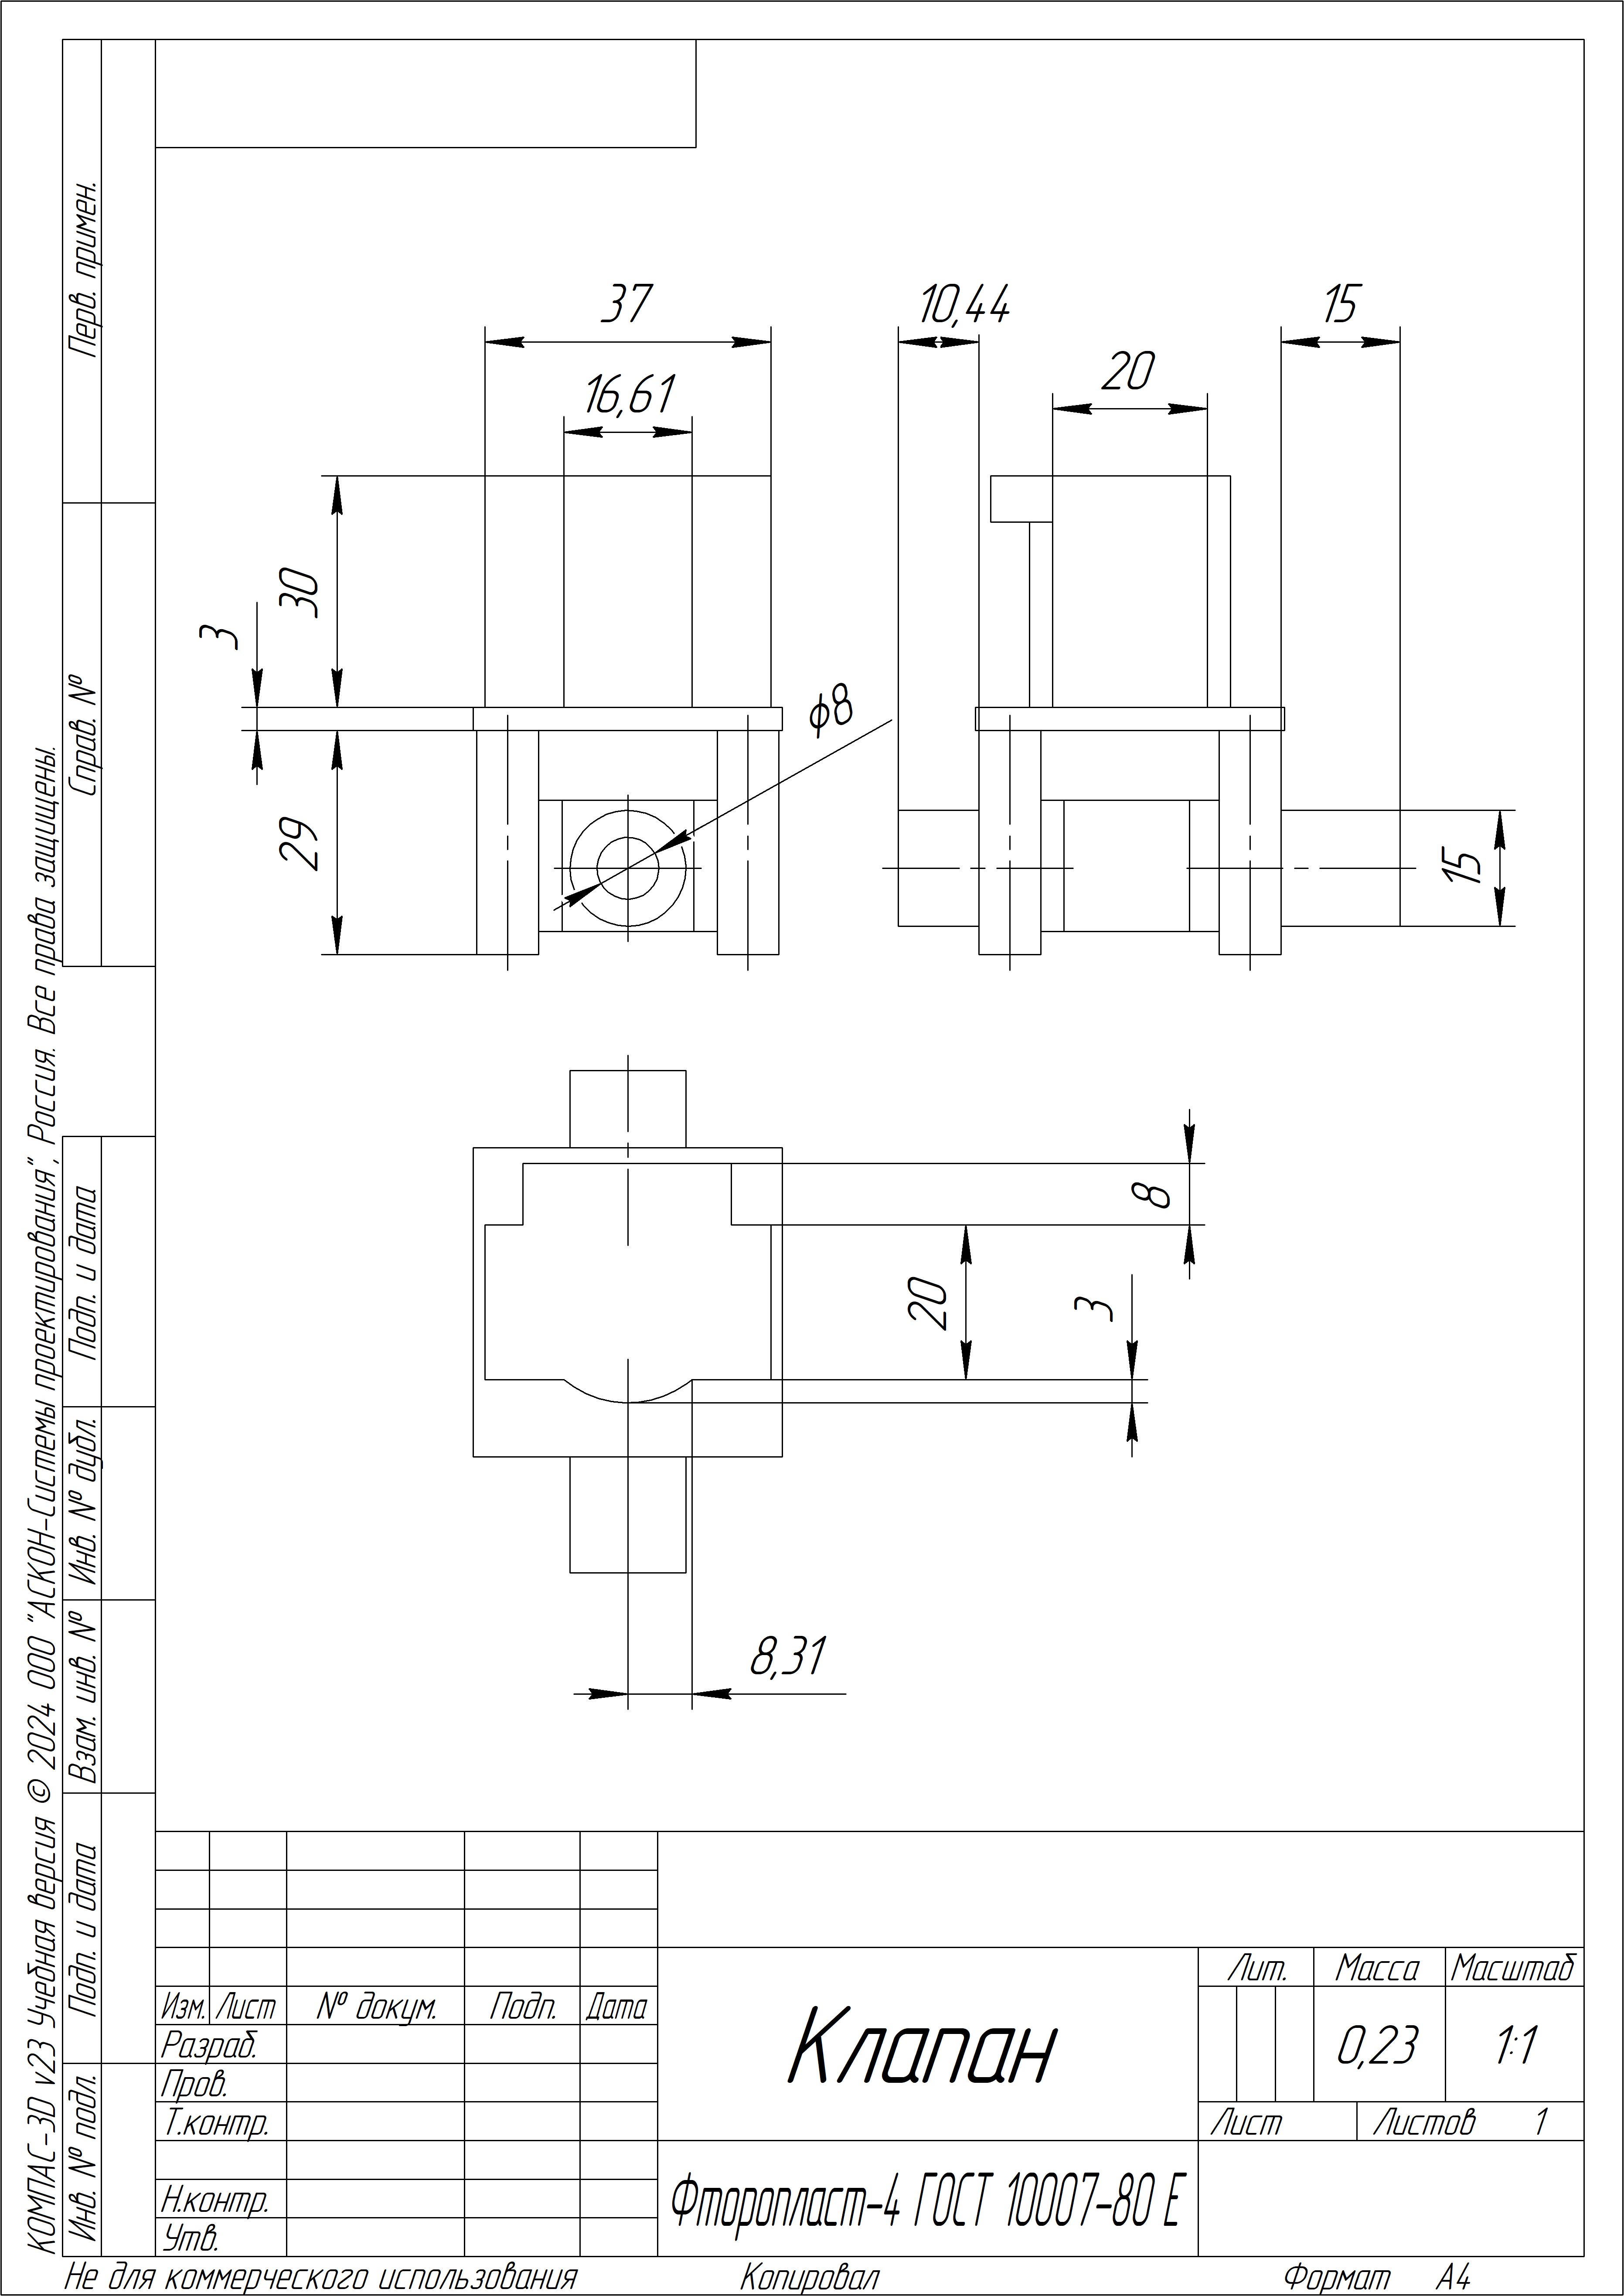 37
16,61
10,44
15
20
30
3
29
ϕ8
15
8
20
3
8,31
Перв. примен.
Справ. №
Подп. и дата
Инв. № дубл.
Взам. инв. №
Подп. и дата
Инв. № подл.
КОМПАС-3D v23 Учебная версия © 2024 ООО "АСКОН-Системы проектирования", Россия. Все права защищены.
Изм. Лист № докум. Подп. Дата
Разраб.
Пров.
Т.контр.
Н.контр.
Утв.
Клапан
Фторопласт-4 ГОСТ 10007-80 Е
Лит. Масса Масштаб
0,23 1:1
Лист Листов 1
Не для коммерческого использования Копировал Формат А4